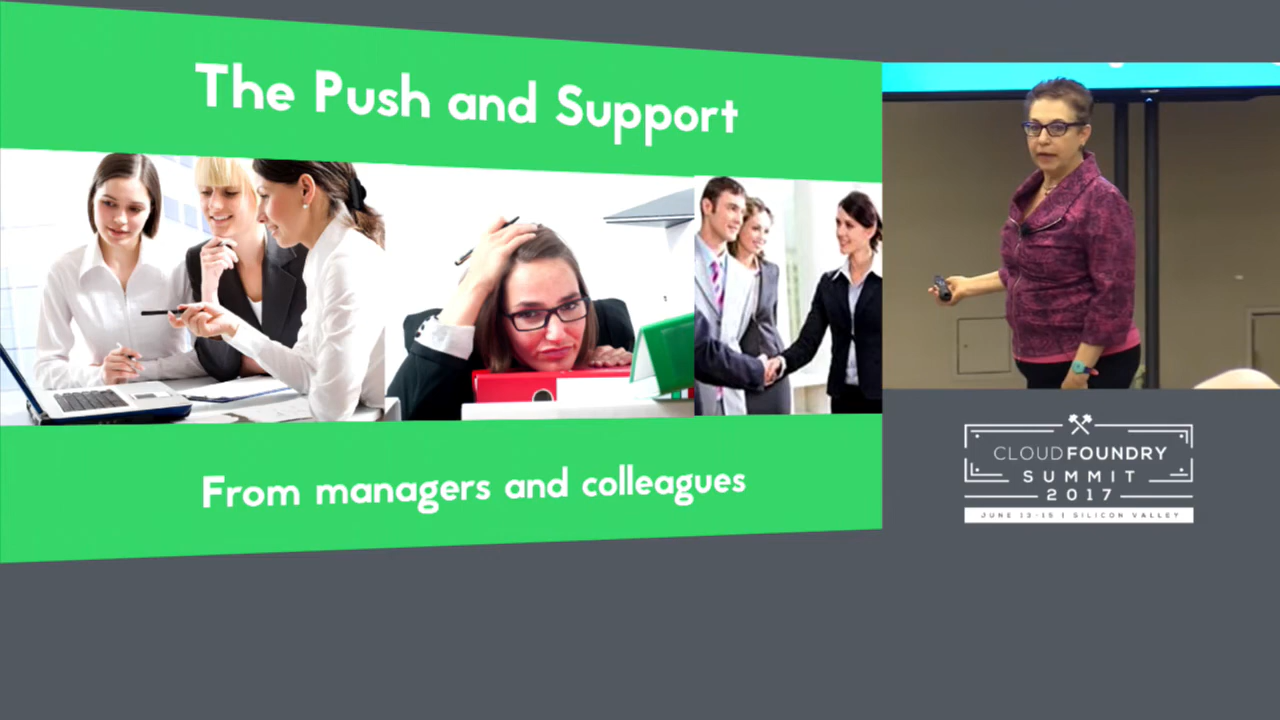 The Push and Support
From managers and colleagues
CLOUDFOUNDRY
SUMMIT
2017
JUNE 13-15 | SILICON VALLEY